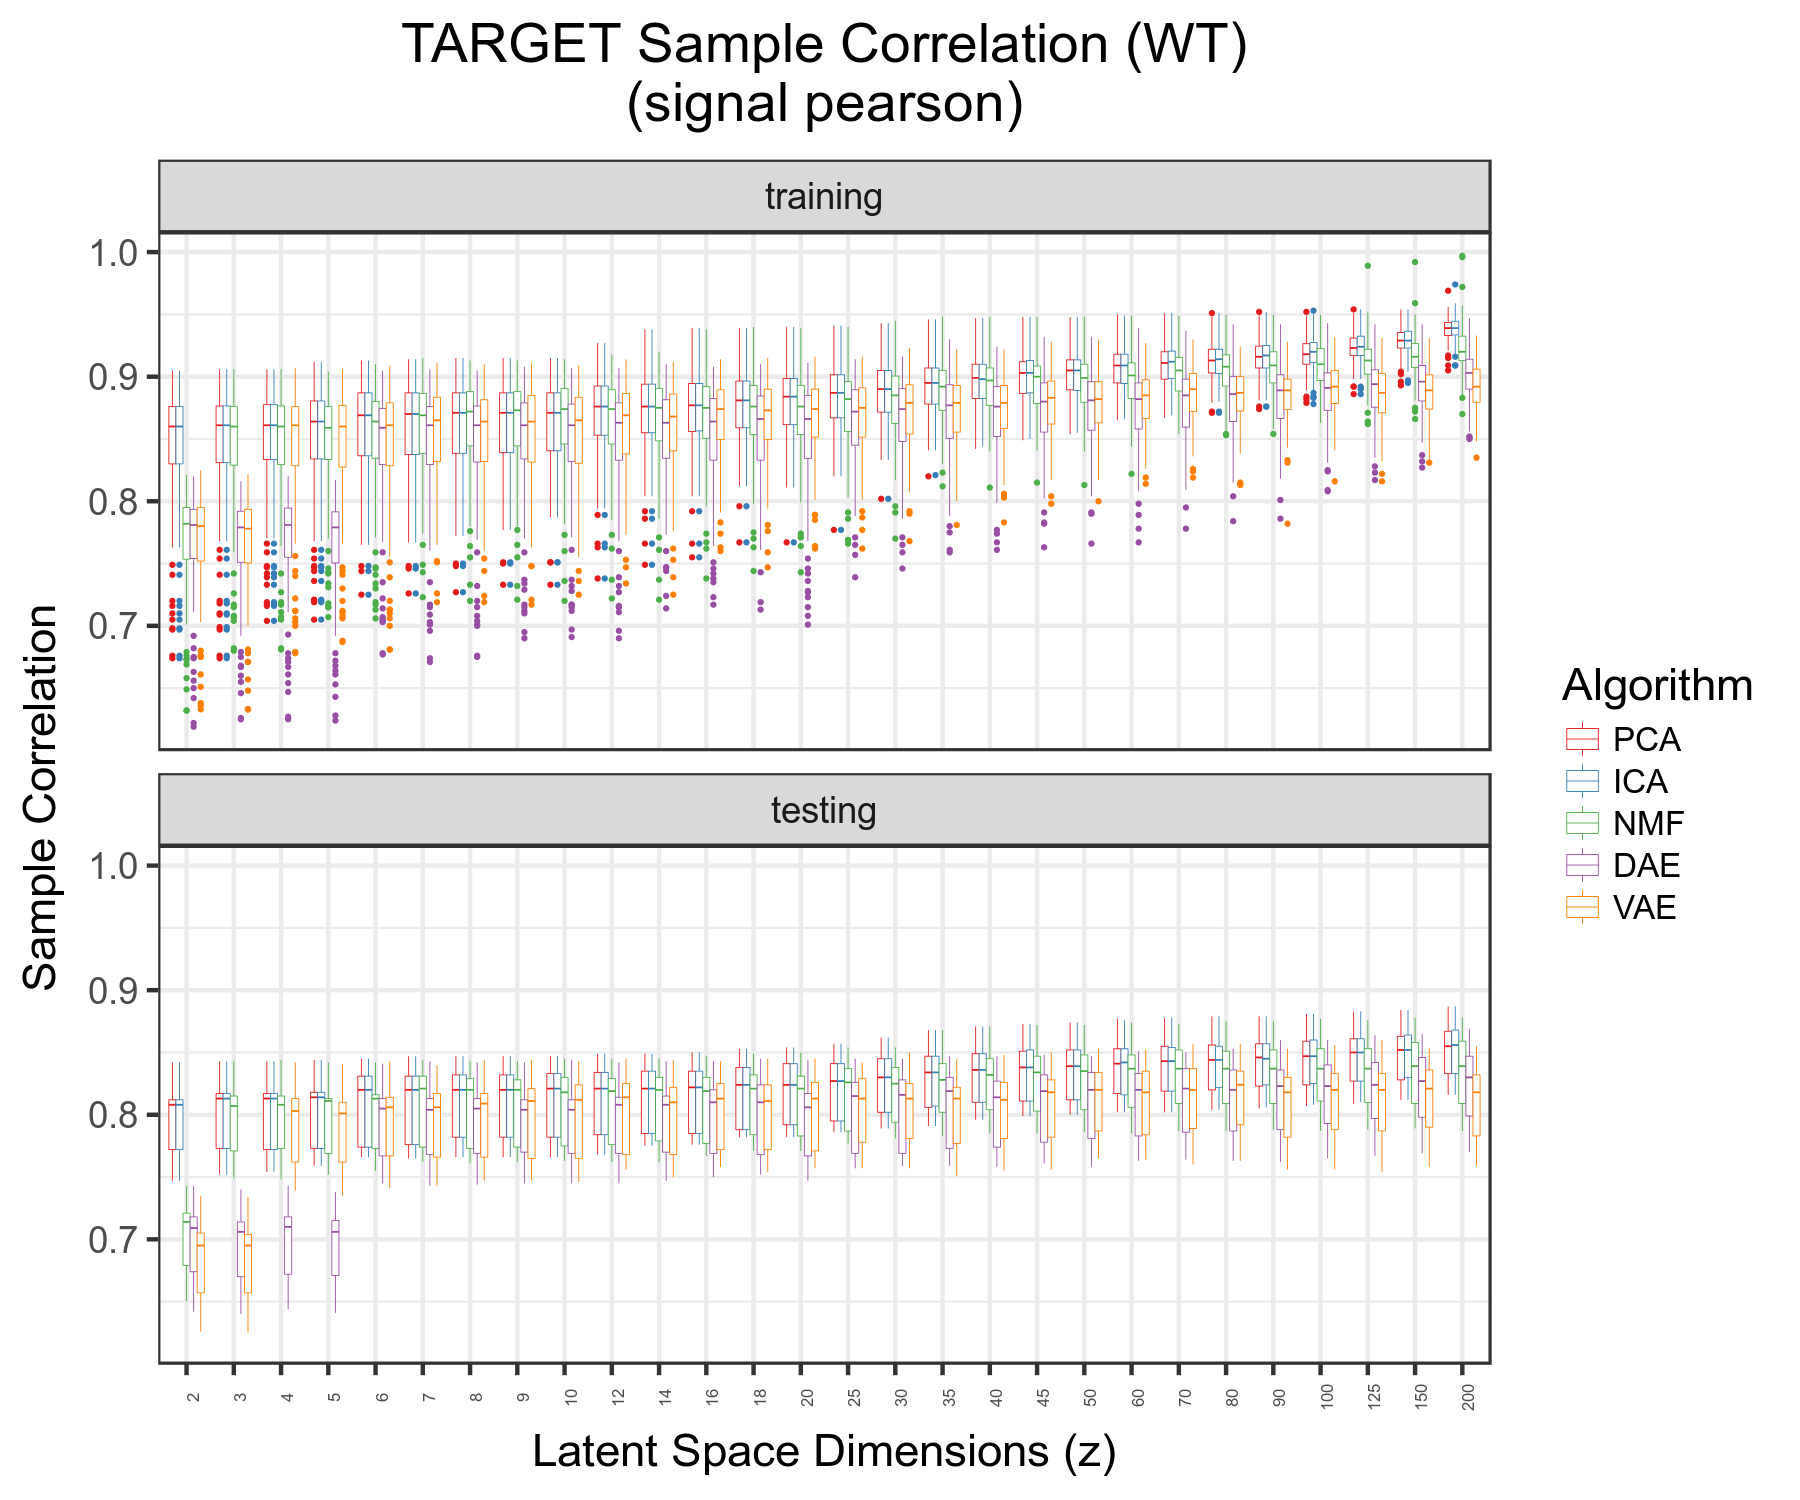 TARGET Sample Correlation (WT)
(signal pearson)
training
1.0
0.9
0.8
0.7
testing
1.0
0.9
0.8
0.7
Sample Correlation
2 3 4 5 6 7 8 9 10 12 14 16 18 20 25 30 35 40 45 50 60 70 80 90 100 125 150 200
Latent Space Dimensions (z)
Algorithm
PCA
ICA
NMF
DAE
VAE